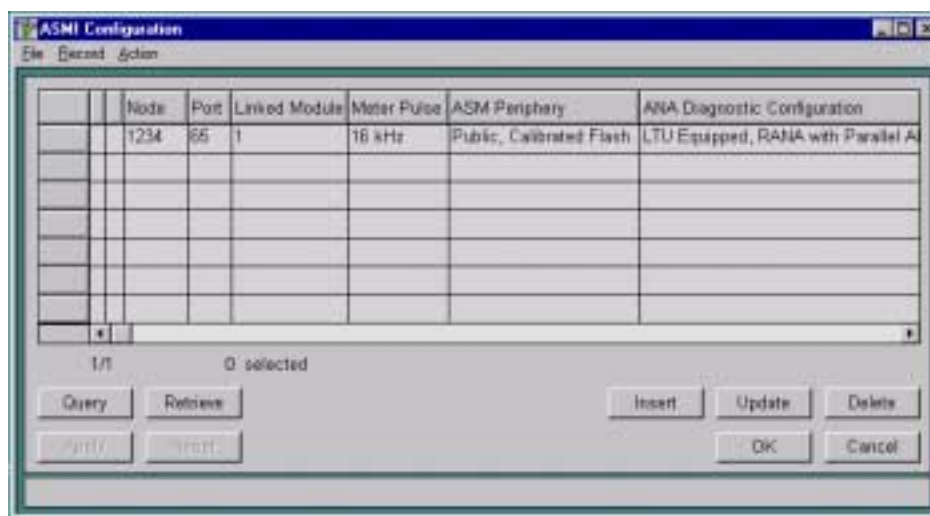 ASMI Configuration
File Record Action
Node Port Linked Module Meter Pulse ASM Periphery ANA Diagnostic Configuration
1234 65 1 16 kHz Public, Calibrated Flash LTU Equipped, RANA with Parallel A
1/1 0 selected
Query Retrieve Insert Update Delete
OK Cancel